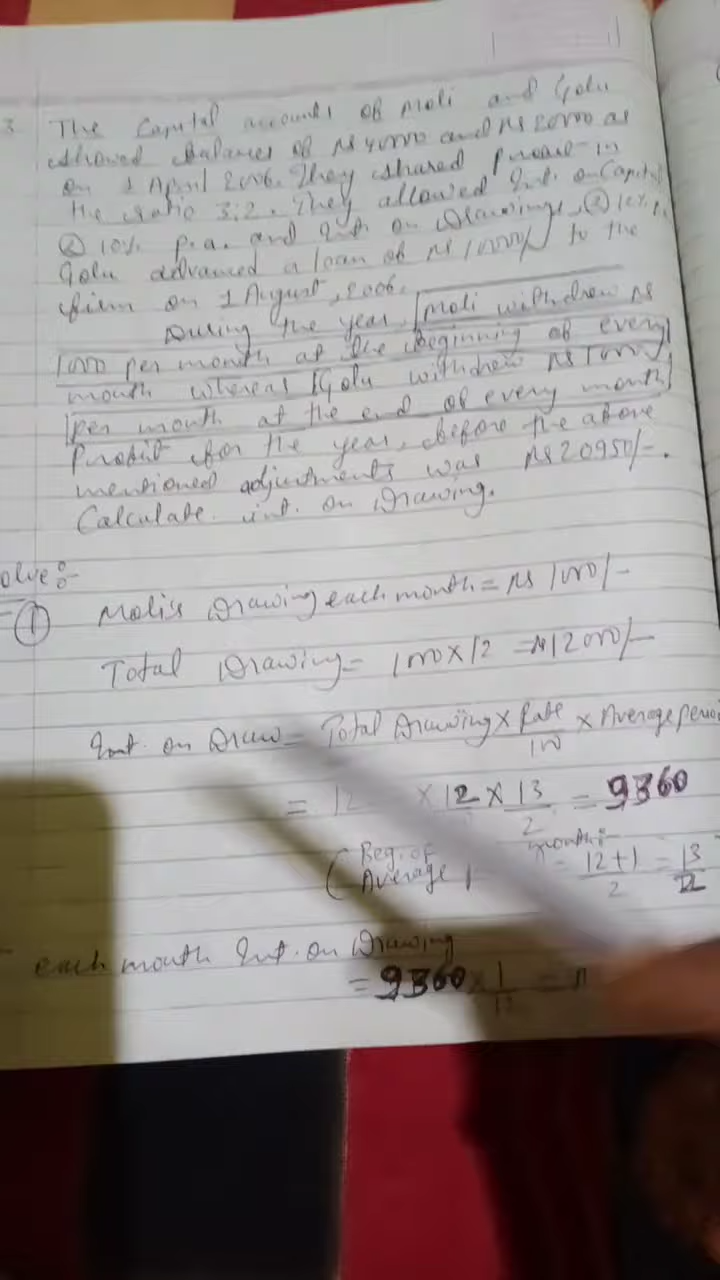 3 The Capital accounts of Moli and Golu
showed balances of Rs 40000 and Rs 20000 as
on 1 April 2006. They shared
the ratio 3:2. They allowed Int. on Capital
@ 10% p.a. and Int. on Drawings, @ 12%
Golu advanced a loan of Rs 10000/- to the
firm on 1 August, 2006.
During the year, Moli withdrew Rs
1000 per month at the beginning of every
month whereas Golu withdrew Rs 1000/
per month at the end of every month
Profit for the year, before the above
mentioned adjustments was Rs 20950/-.
Calculate int. on Drawing.
olve:-
① Moli's Drawing each month = Rs 1000/-
Total Drawing = 1000 × 12 = Rs 12000/-
Int. on Draw = Total Drawing × Rate/100 × Average perio
= 12 × 12 × 13/2 = 9360
(Beg. of months
Average = 12+1/2 = 13/2
each month Int. on Drawing
= 9360 × 1/12 =